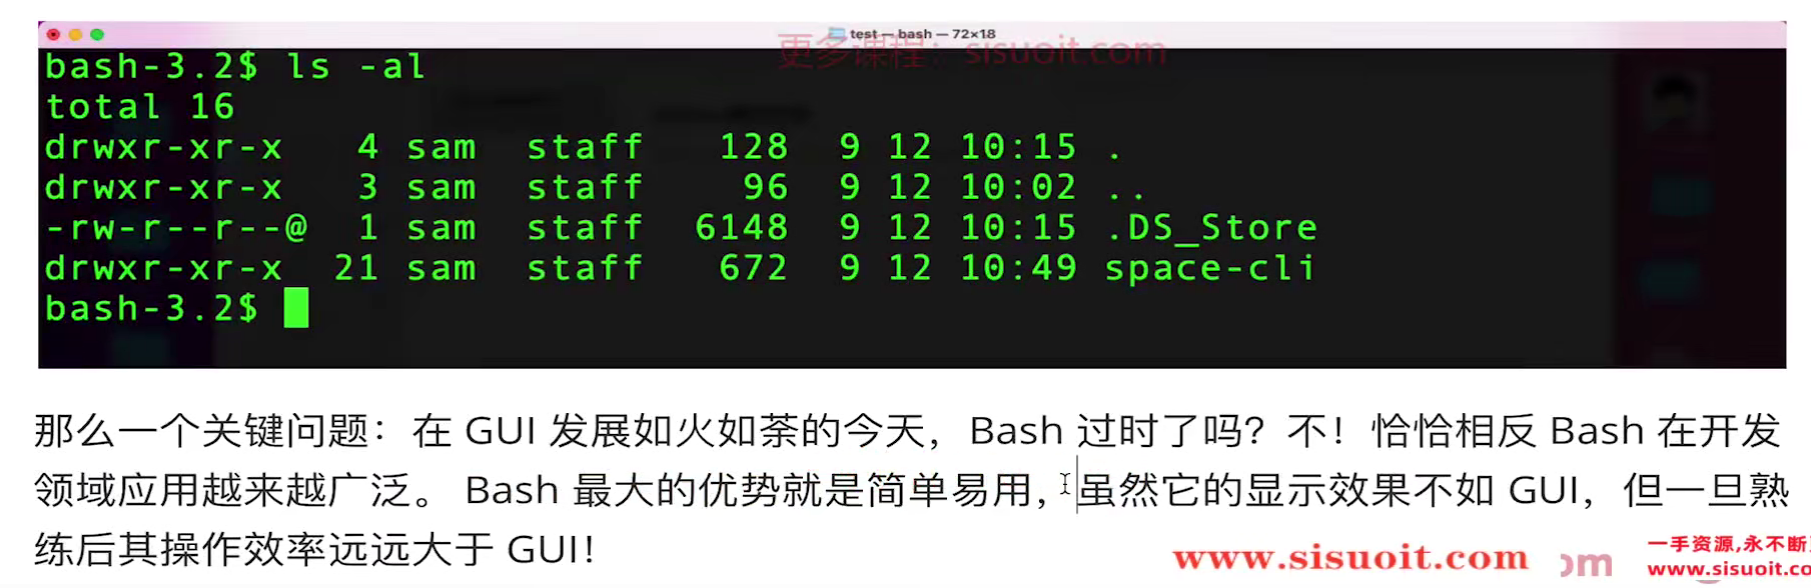 test — bash — 72×18
更多课程：sisuoit.com
bash-3.2$ ls -al
total 16
drwxr-xr-x 4 sam staff 128 9 12 10:15 .
drwxr-xr-x 3 sam staff 96 9 12 10:02 ..
-rw-r--r--@ 1 sam staff 6148 9 12 10:15 .DS_Store
drwxr-xr-x 21 sam staff 672 9 12 10:49 space-cli
bash-3.2$
那么一个关键问题：在 GUI 发展如火如荼的今天，Bash 过时了吗？不！恰恰相反 Bash 在开发
领域应用越来越广泛。 Bash 最大的优势就是简单易用，虽然它的显示效果不如 GUI，但一旦熟
练后其操作效率远远大于 GUI！
www.sisuoit.com
om
一手资源,永不断
www.sisuoit.co